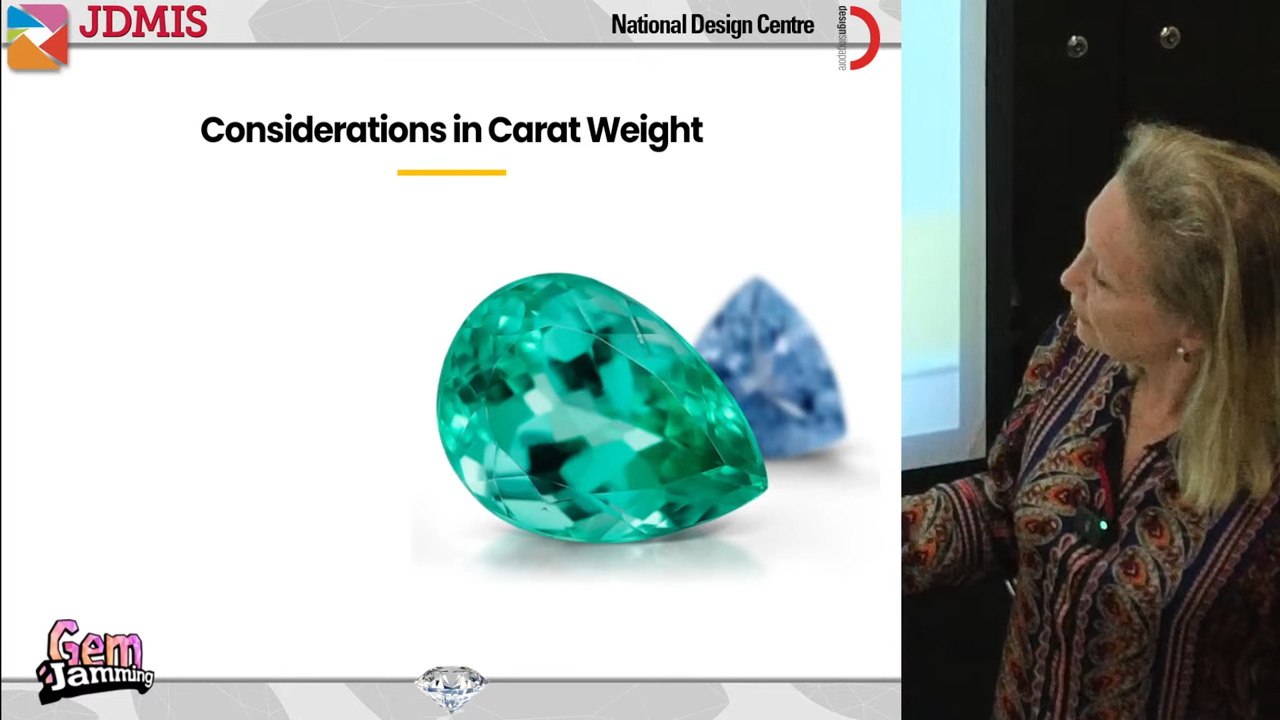 JDMIS
National Design Centre
designsingapore
Considerations in Carat Weight
Gem
Jamming